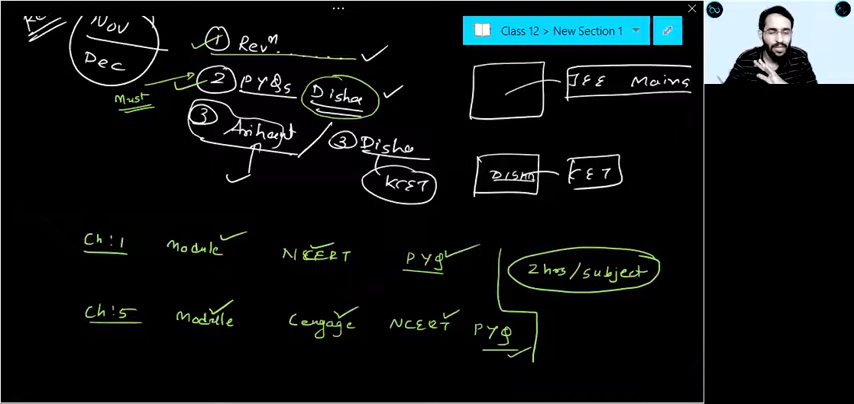 Nov
Dec
① Revⁿ.
Class 12 > New Section 1
② PYQs Disha
Must
JEE Mains
③ Arihant / ③ Disha
KCET
DISHA KET
Ch:1 Module NCERT PYQ
2 hrs/subject
Ch:5 Module Cengage NCERT PYQ